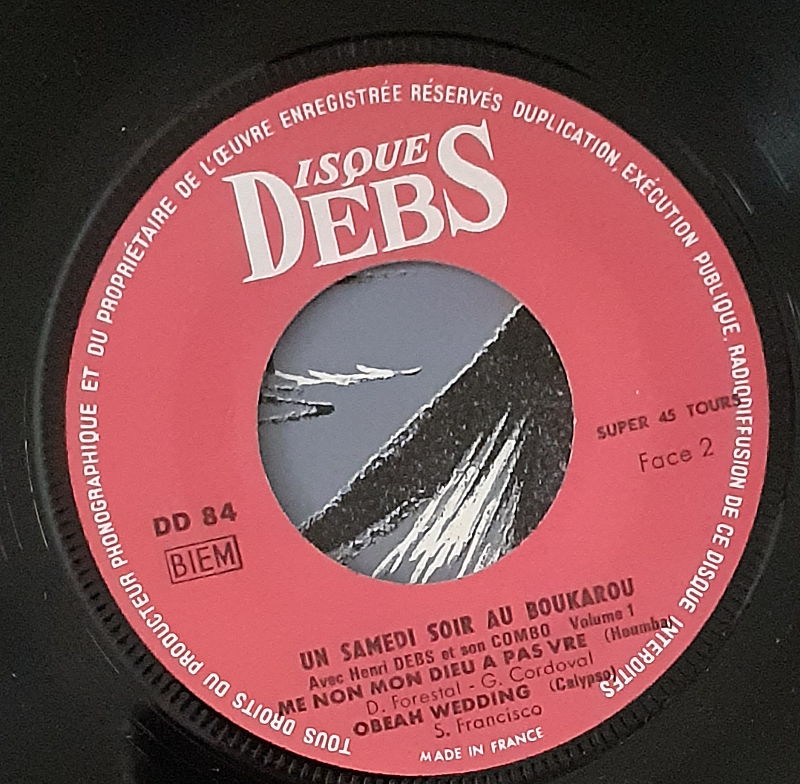 TOUS DROITS DU PRODUCTEUR PHONOGRAPHIQUE ET DU PROPRIÉTAIRE DE L'ŒUVRE ENREGISTRÉE RÉSERVÉS DUPLICATION, EXÉCUTION PUBLIQUE, RADIODIFFUSION DE CE DISQUE INTERDITES
DISQUE
DEBS
SUPER 45 TOURS
Face 2
DD 84
BIEM
UN SAMEDI SOIR AU BOUKAROU
Avec Henri DEBS et son COMBO Volume 1
ME NON MON DIEU A PAS VRE (Houmba)
D. Forestal - G. Cordoval
OBEAH WEDDING (Calypso)
S. Francisco
MADE IN FRANCE